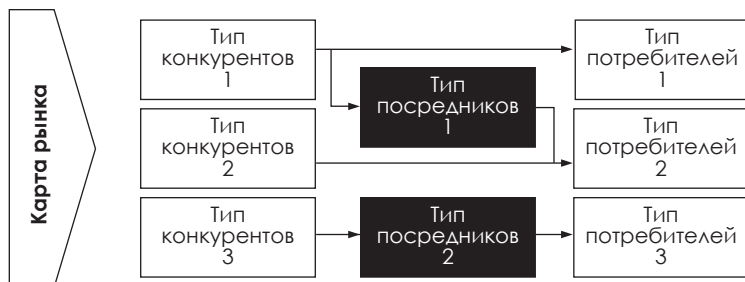 Карта рынка
Тип
конкурентов
1
Тип
посредников
1
Тип
потребителей
1
Тип
конкурентов
2
Тип
потребителей
2
Тип
конкурентов
3
Тип
посредников
2
Тип
потребителей
3